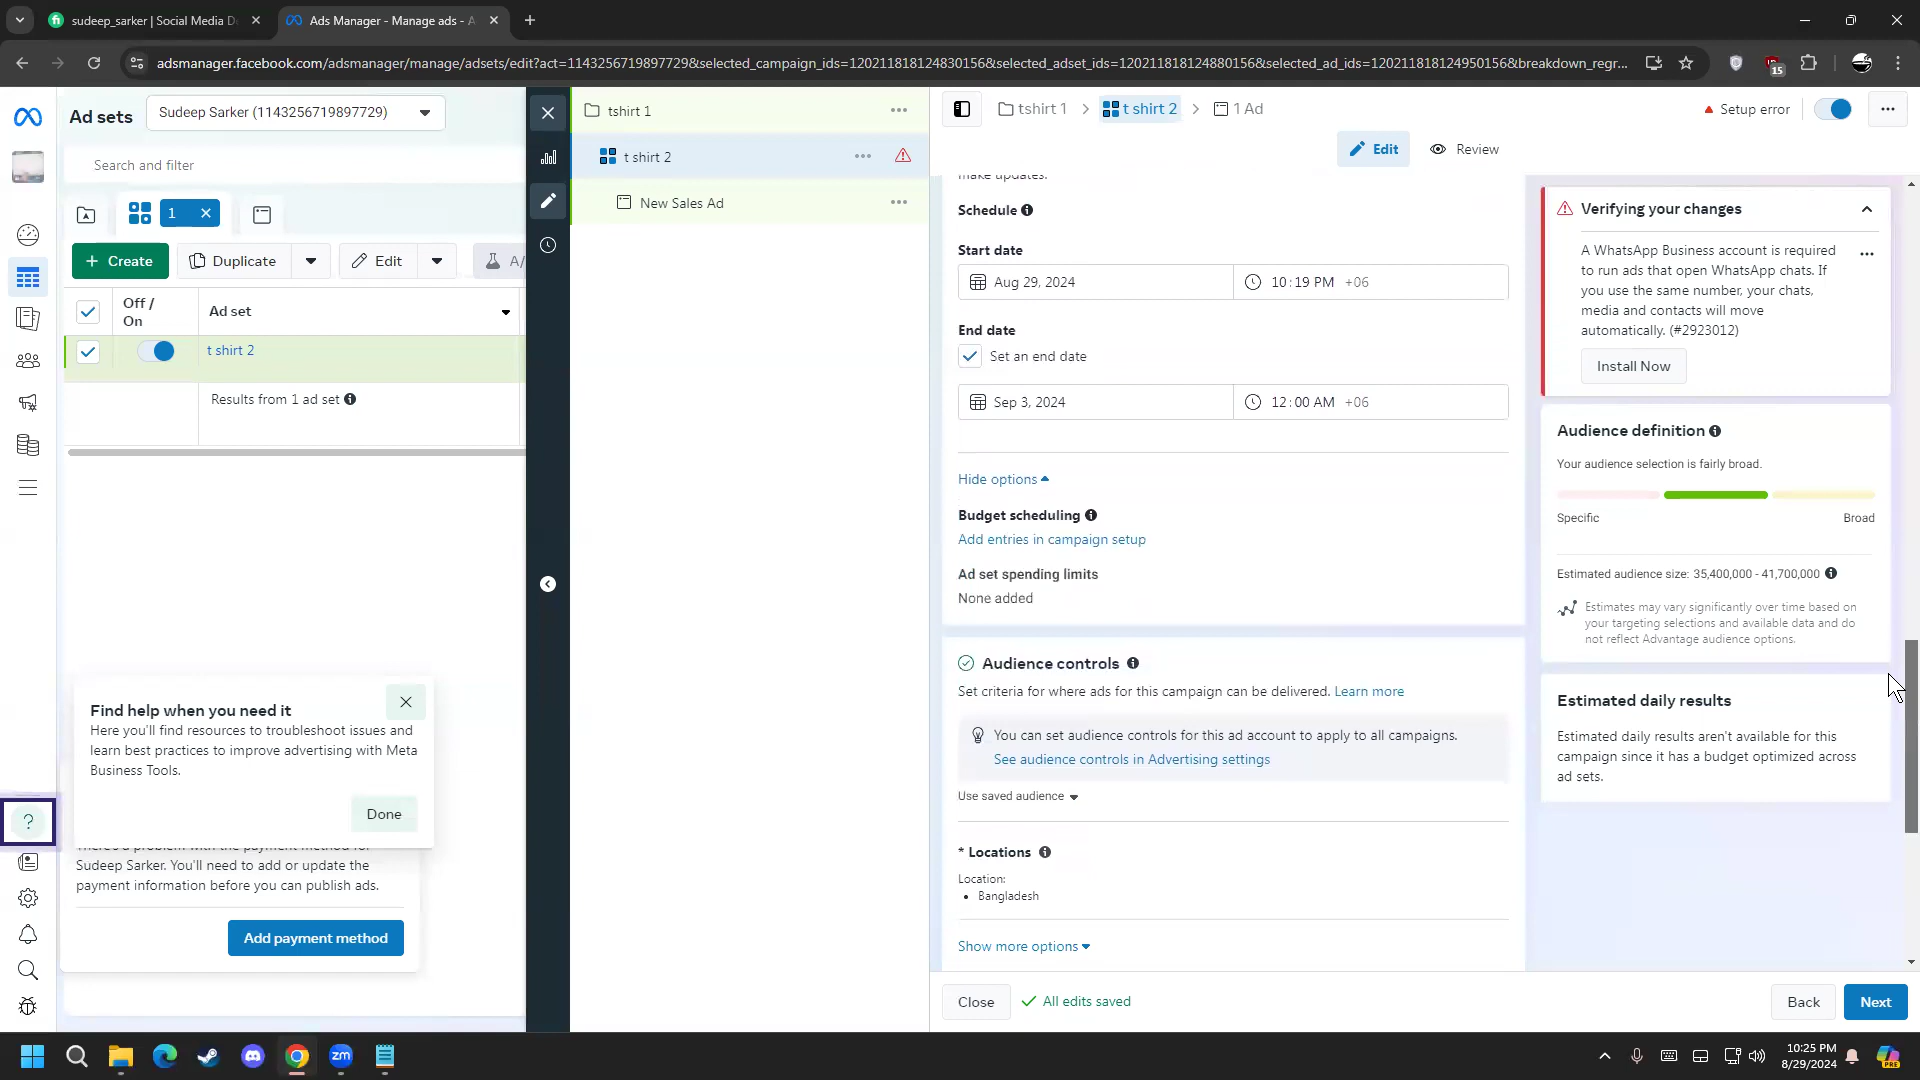 sudeep_sarker | Social Media D
Ads Manager - Manage ads - A
adsmanager.facebook.com/adsmanager/manage/adsets/edit?act=1143256719897729&selected_campaign_ids=120211818124830156&selected_adset_ids=120211818124880156&selected_ad_ids=120211818124950156&breakdown_regr...
15
Ad sets
Sudeep Sarker (1143256719897729)
Search and filter
1
Create
Duplicate
Edit
A/
Off / On
Ad set
t shirt 2
Results from 1 ad set
Find help when you need it
Here you'll find resources to troubleshoot issues and
learn best practices to improve advertising with Meta
Business Tools.
Done
There's a problem with the payment method for
Sudeep Sarker. You'll need to add or update the
payment information before you can publish ads.
Add payment method
tshirt 1
t shirt 2
New Sales Ad
tshirt 1
t shirt 2
1 Ad
Setup error
Edit
Review
make updates.
Schedule
Start date
Aug 29, 2024
10:19 PM +06
End date
Set an end date
Sep 3, 2024
12:00 AM +06
Hide options
Budget scheduling
Add entries in campaign setup
Ad set spending limits
None added
Audience controls
Set criteria for where ads for this campaign can be delivered. Learn more
You can set audience controls for this ad account to apply to all campaigns.
See audience controls in Advertising settings
Use saved audience
* Locations
Location:
• Bangladesh
Show more options
Close
All edits saved
Back
Next
Verifying your changes
A WhatsApp Business account is required
to run ads that open WhatsApp chats. If
you use the same number, your chats,
media and contacts will move
automatically. (#2923012)
Install Now
Audience definition
Your audience selection is fairly broad.
Specific
Broad
Estimated audience size: 35,400,000 - 41,700,000
Estimates may vary significantly over time based on
your targeting selections and available data and do
not reflect Advantage audience options.
Estimated daily results
Estimated daily results aren't available for this
campaign since it has a budget optimized across
ad sets.
zm
10:25 PM
8/29/2024
PRE